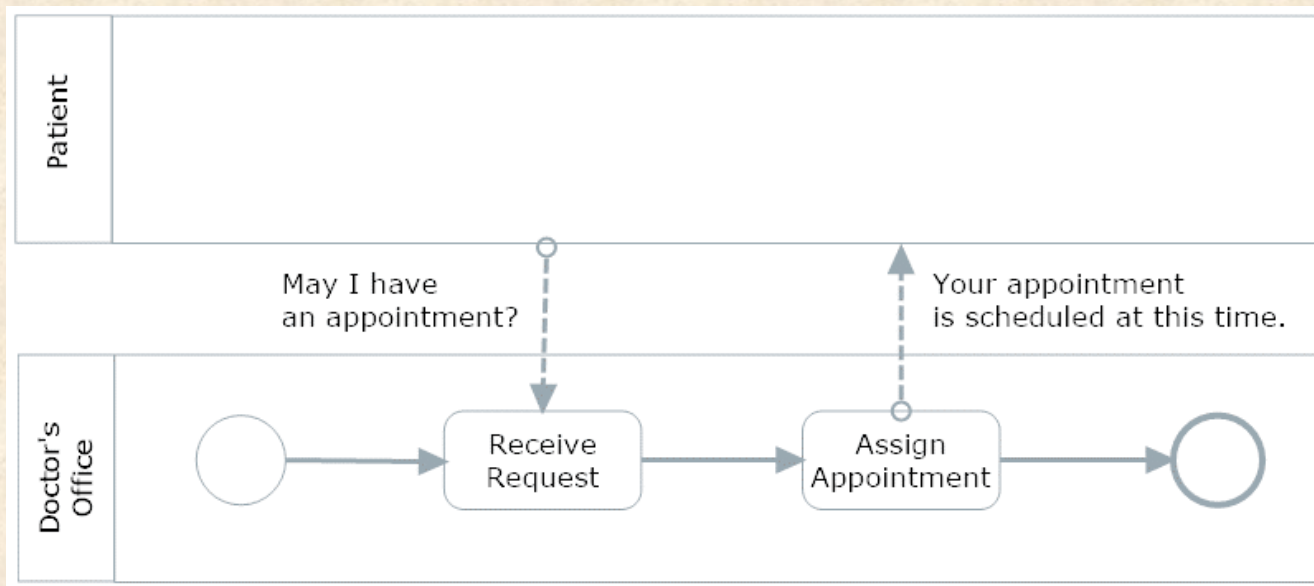 Patient
May I have
an appointment?
Your appointment
is scheduled at this time.
Doctor's
Office
Receive
Request
Assign
Appointment